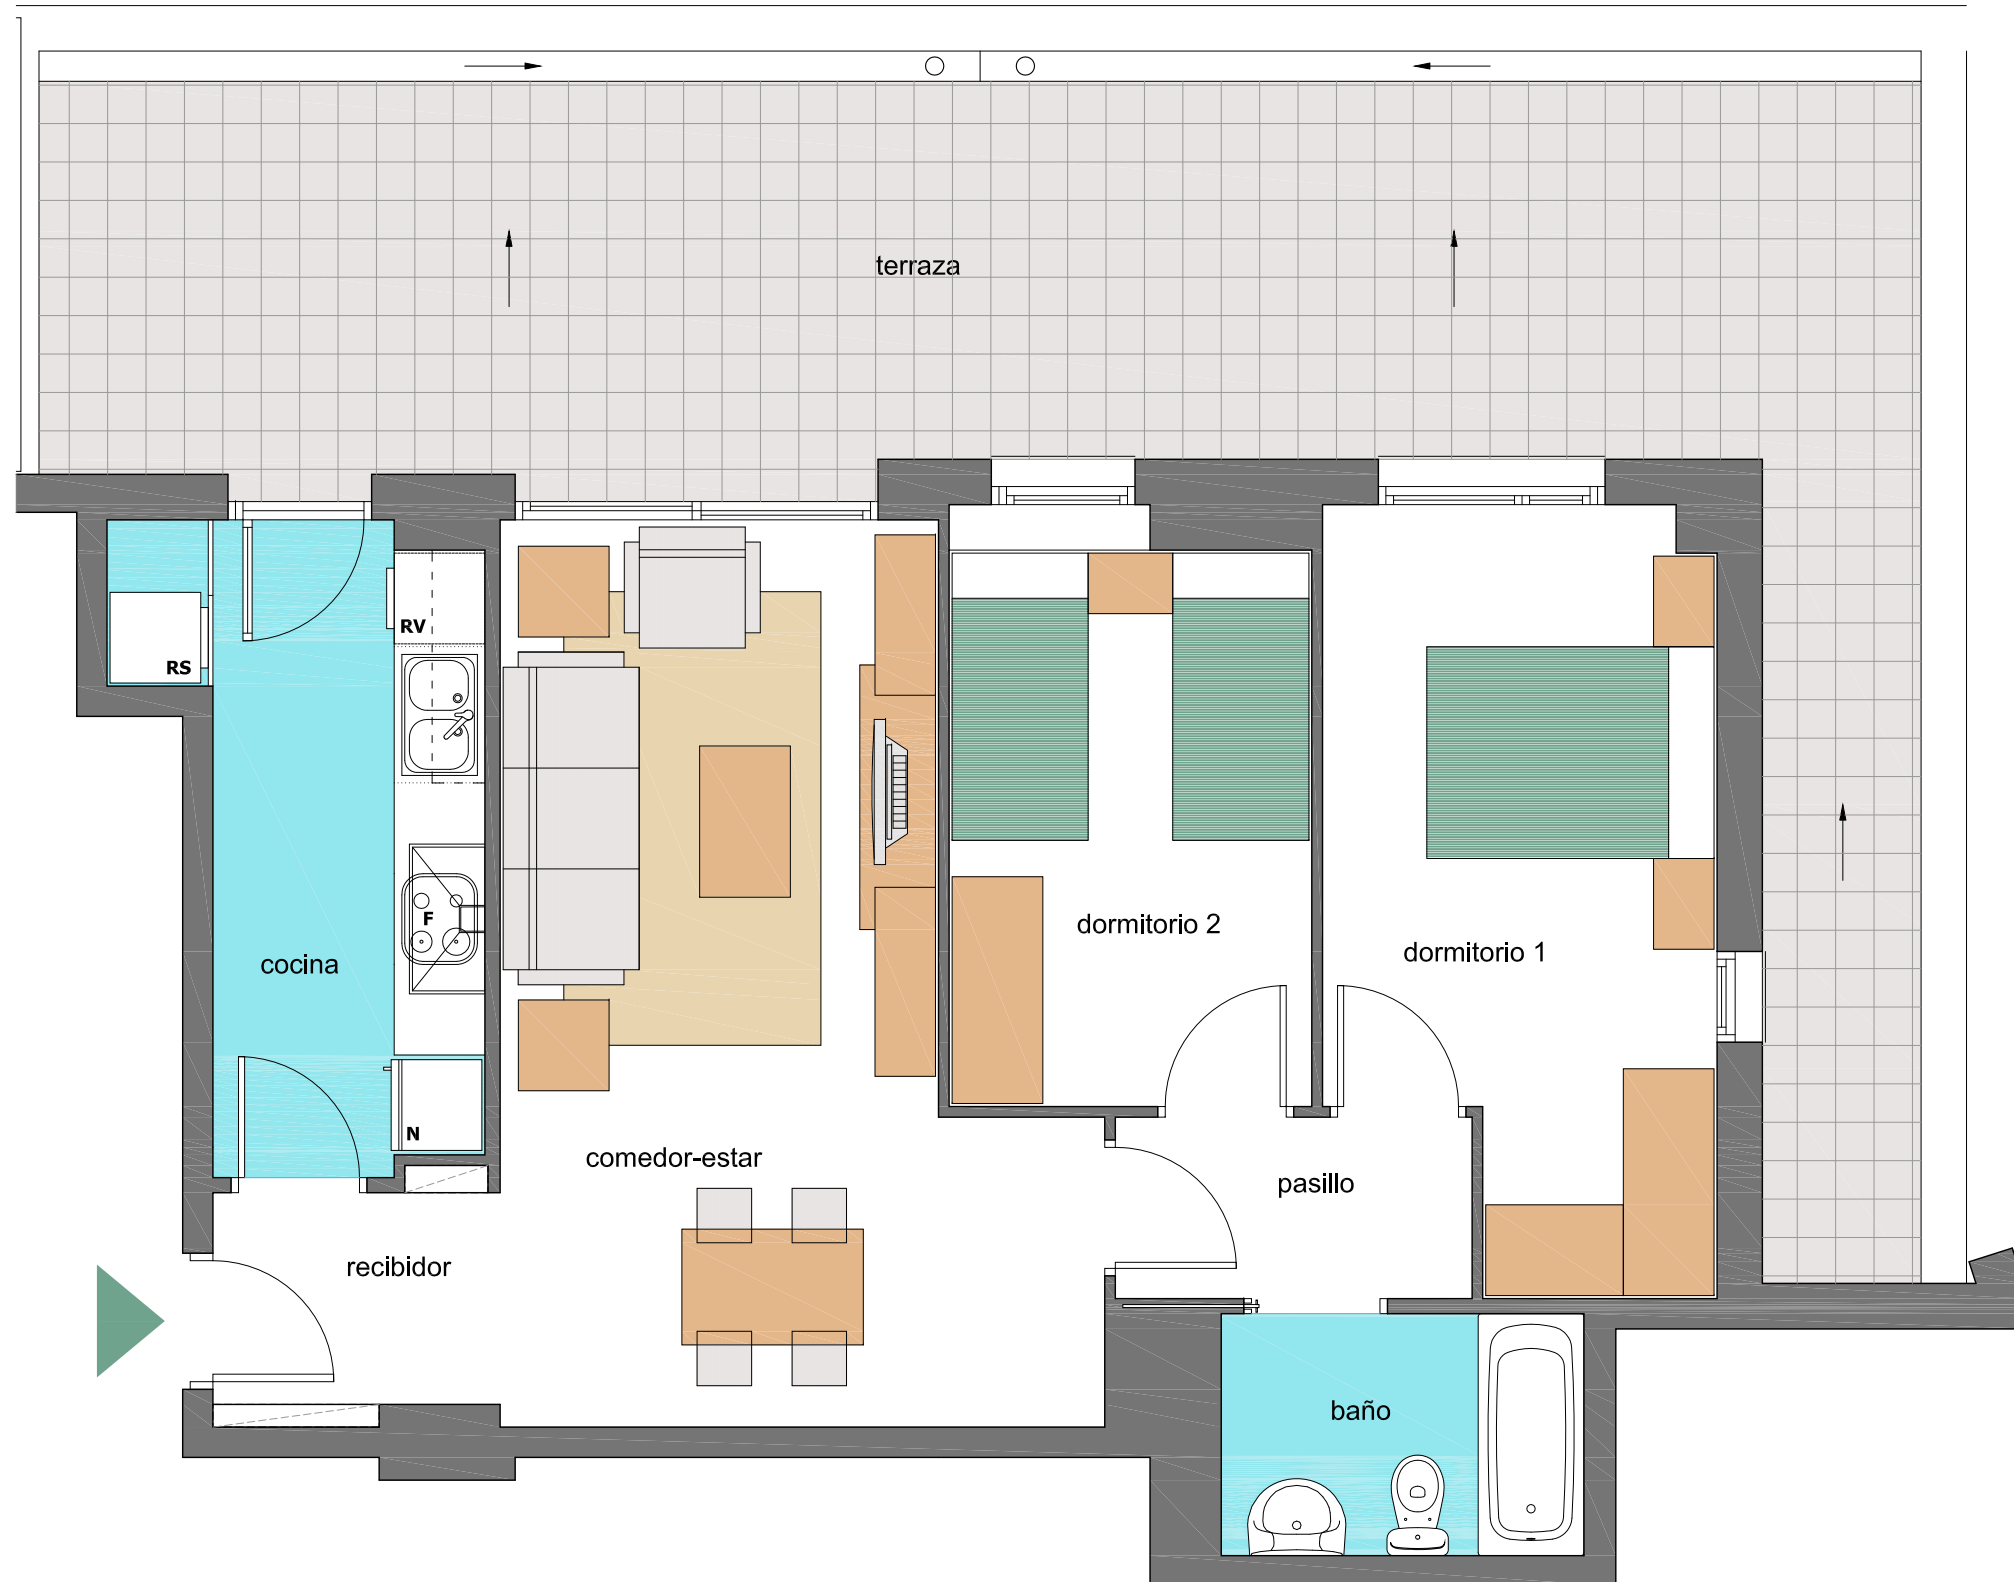 terraza
RV
RS
F
dormitorio 2
dormitorio 1
cocina
N
comedor-estar
pasillo
recibidor
baño